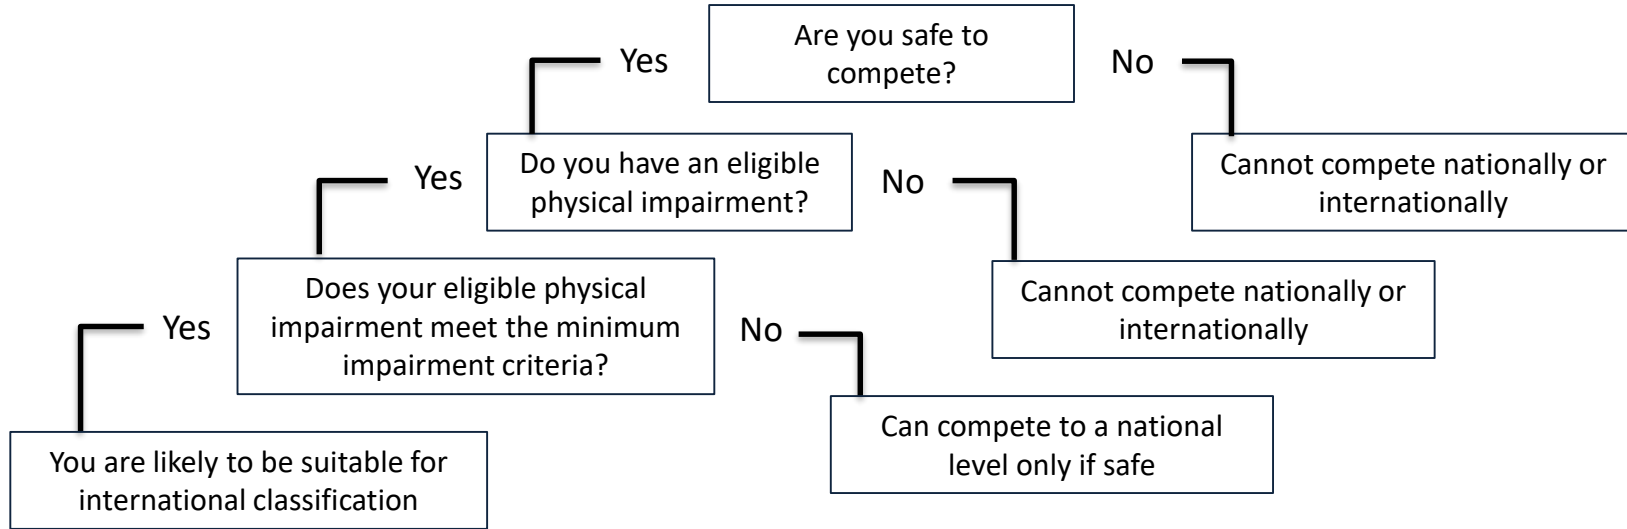 Are you safe to
compete?
Yes
No
Do you have an eligible
physical impairment?
Yes
No
Cannot compete nationally or
internationally
Does your eligible physical
impairment meet the minimum
impairment criteria?
Yes
No
Cannot compete nationally or
internationally
Can compete to a national
level only if safe
You are likely to be suitable for
international classification